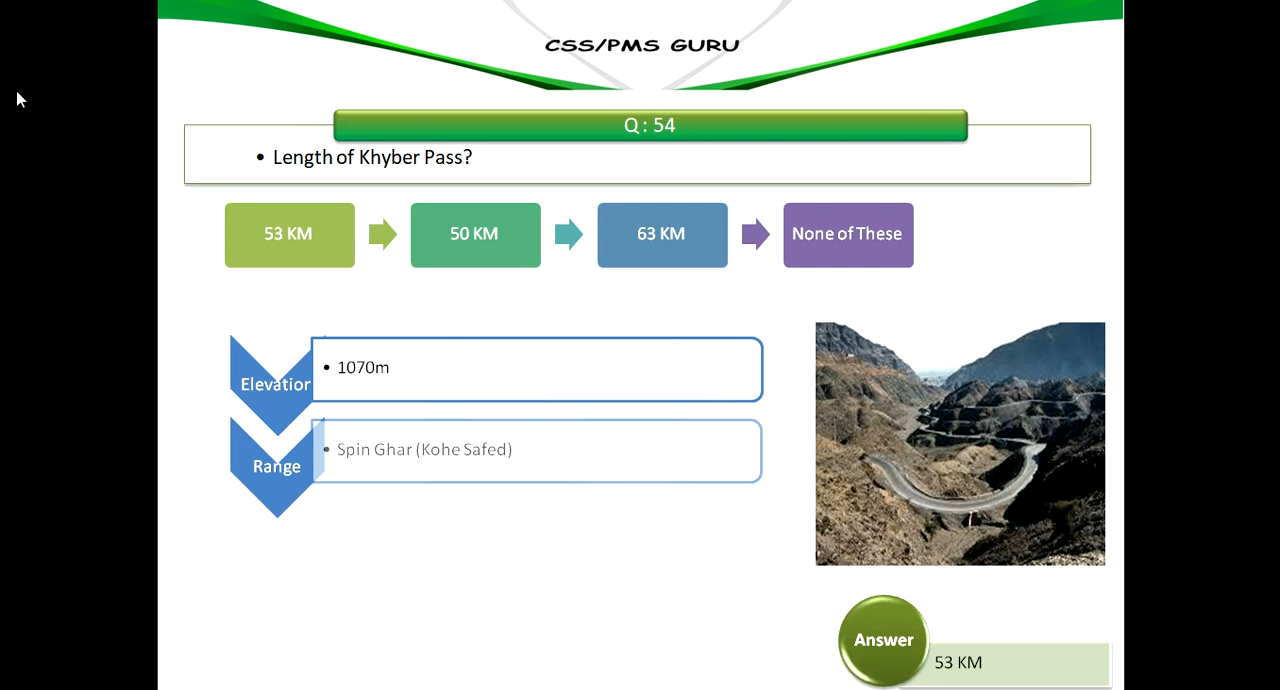 CSS/PMS GURU
Q : 54
• Length of Khyber Pass?
53 KM
50 KM
63 KM
None of These
Elevation
• 1070m
Range
• Spin Ghar (Kohe Safed)
Answer
53 KM